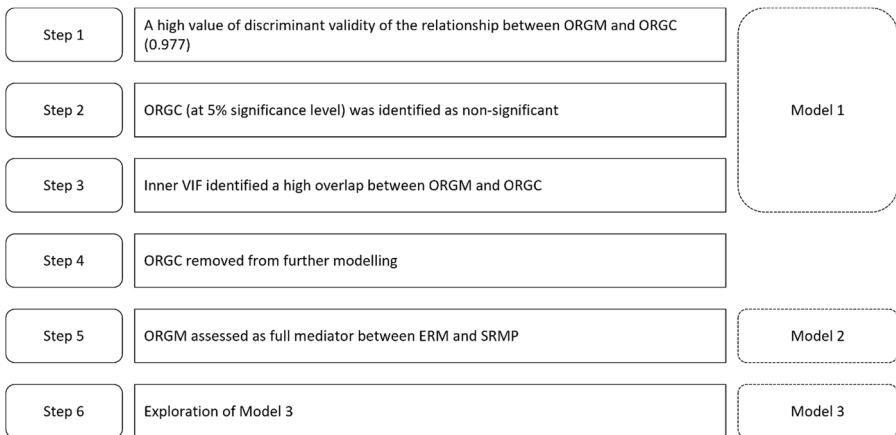 Step 1
A high value of discriminant validity of the relationship between ORGM and ORGC
(0.977)
Step 2
ORGC (at 5% significance level) was identified as non-significant
Model 1
Step 3
Inner VIF identified a high overlap between ORGM and ORGC
Step 4
ORGC removed from further modelling
Step 5
ORGM assessed as full mediator between ERM and SRMP
Model 2
Step 6
Exploration of Model 3
Model 3